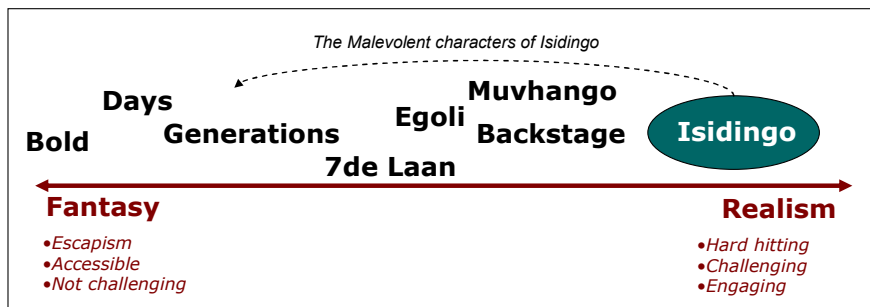 The Malevolent characters of Isidingo
Muvhango
Days
Egoli
Bold
Generations
Backstage
Isidingo
7de Laan
Fantasy
Realism
•Escapism
•Accessible
•Not challenging
•Hard hitting
•Challenging
•Engaging